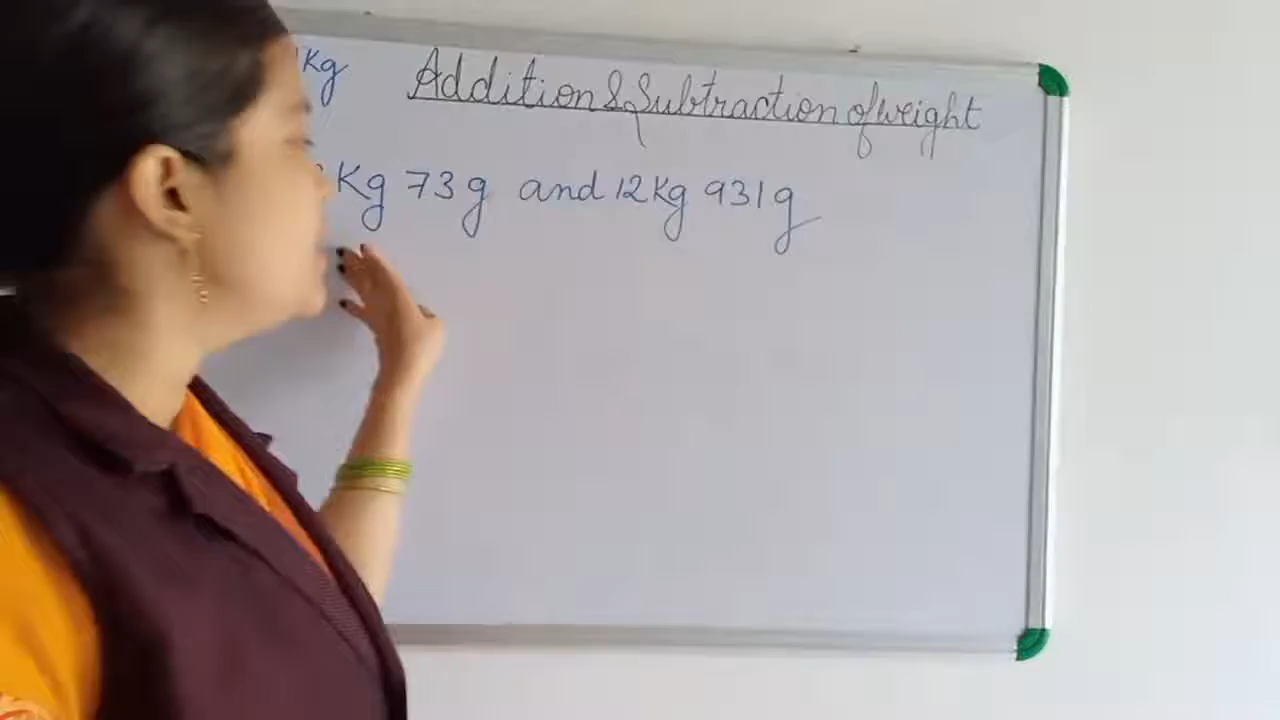 Kg Addition & Subtraction of weight
Kg 73 g and 12 Kg 931 g